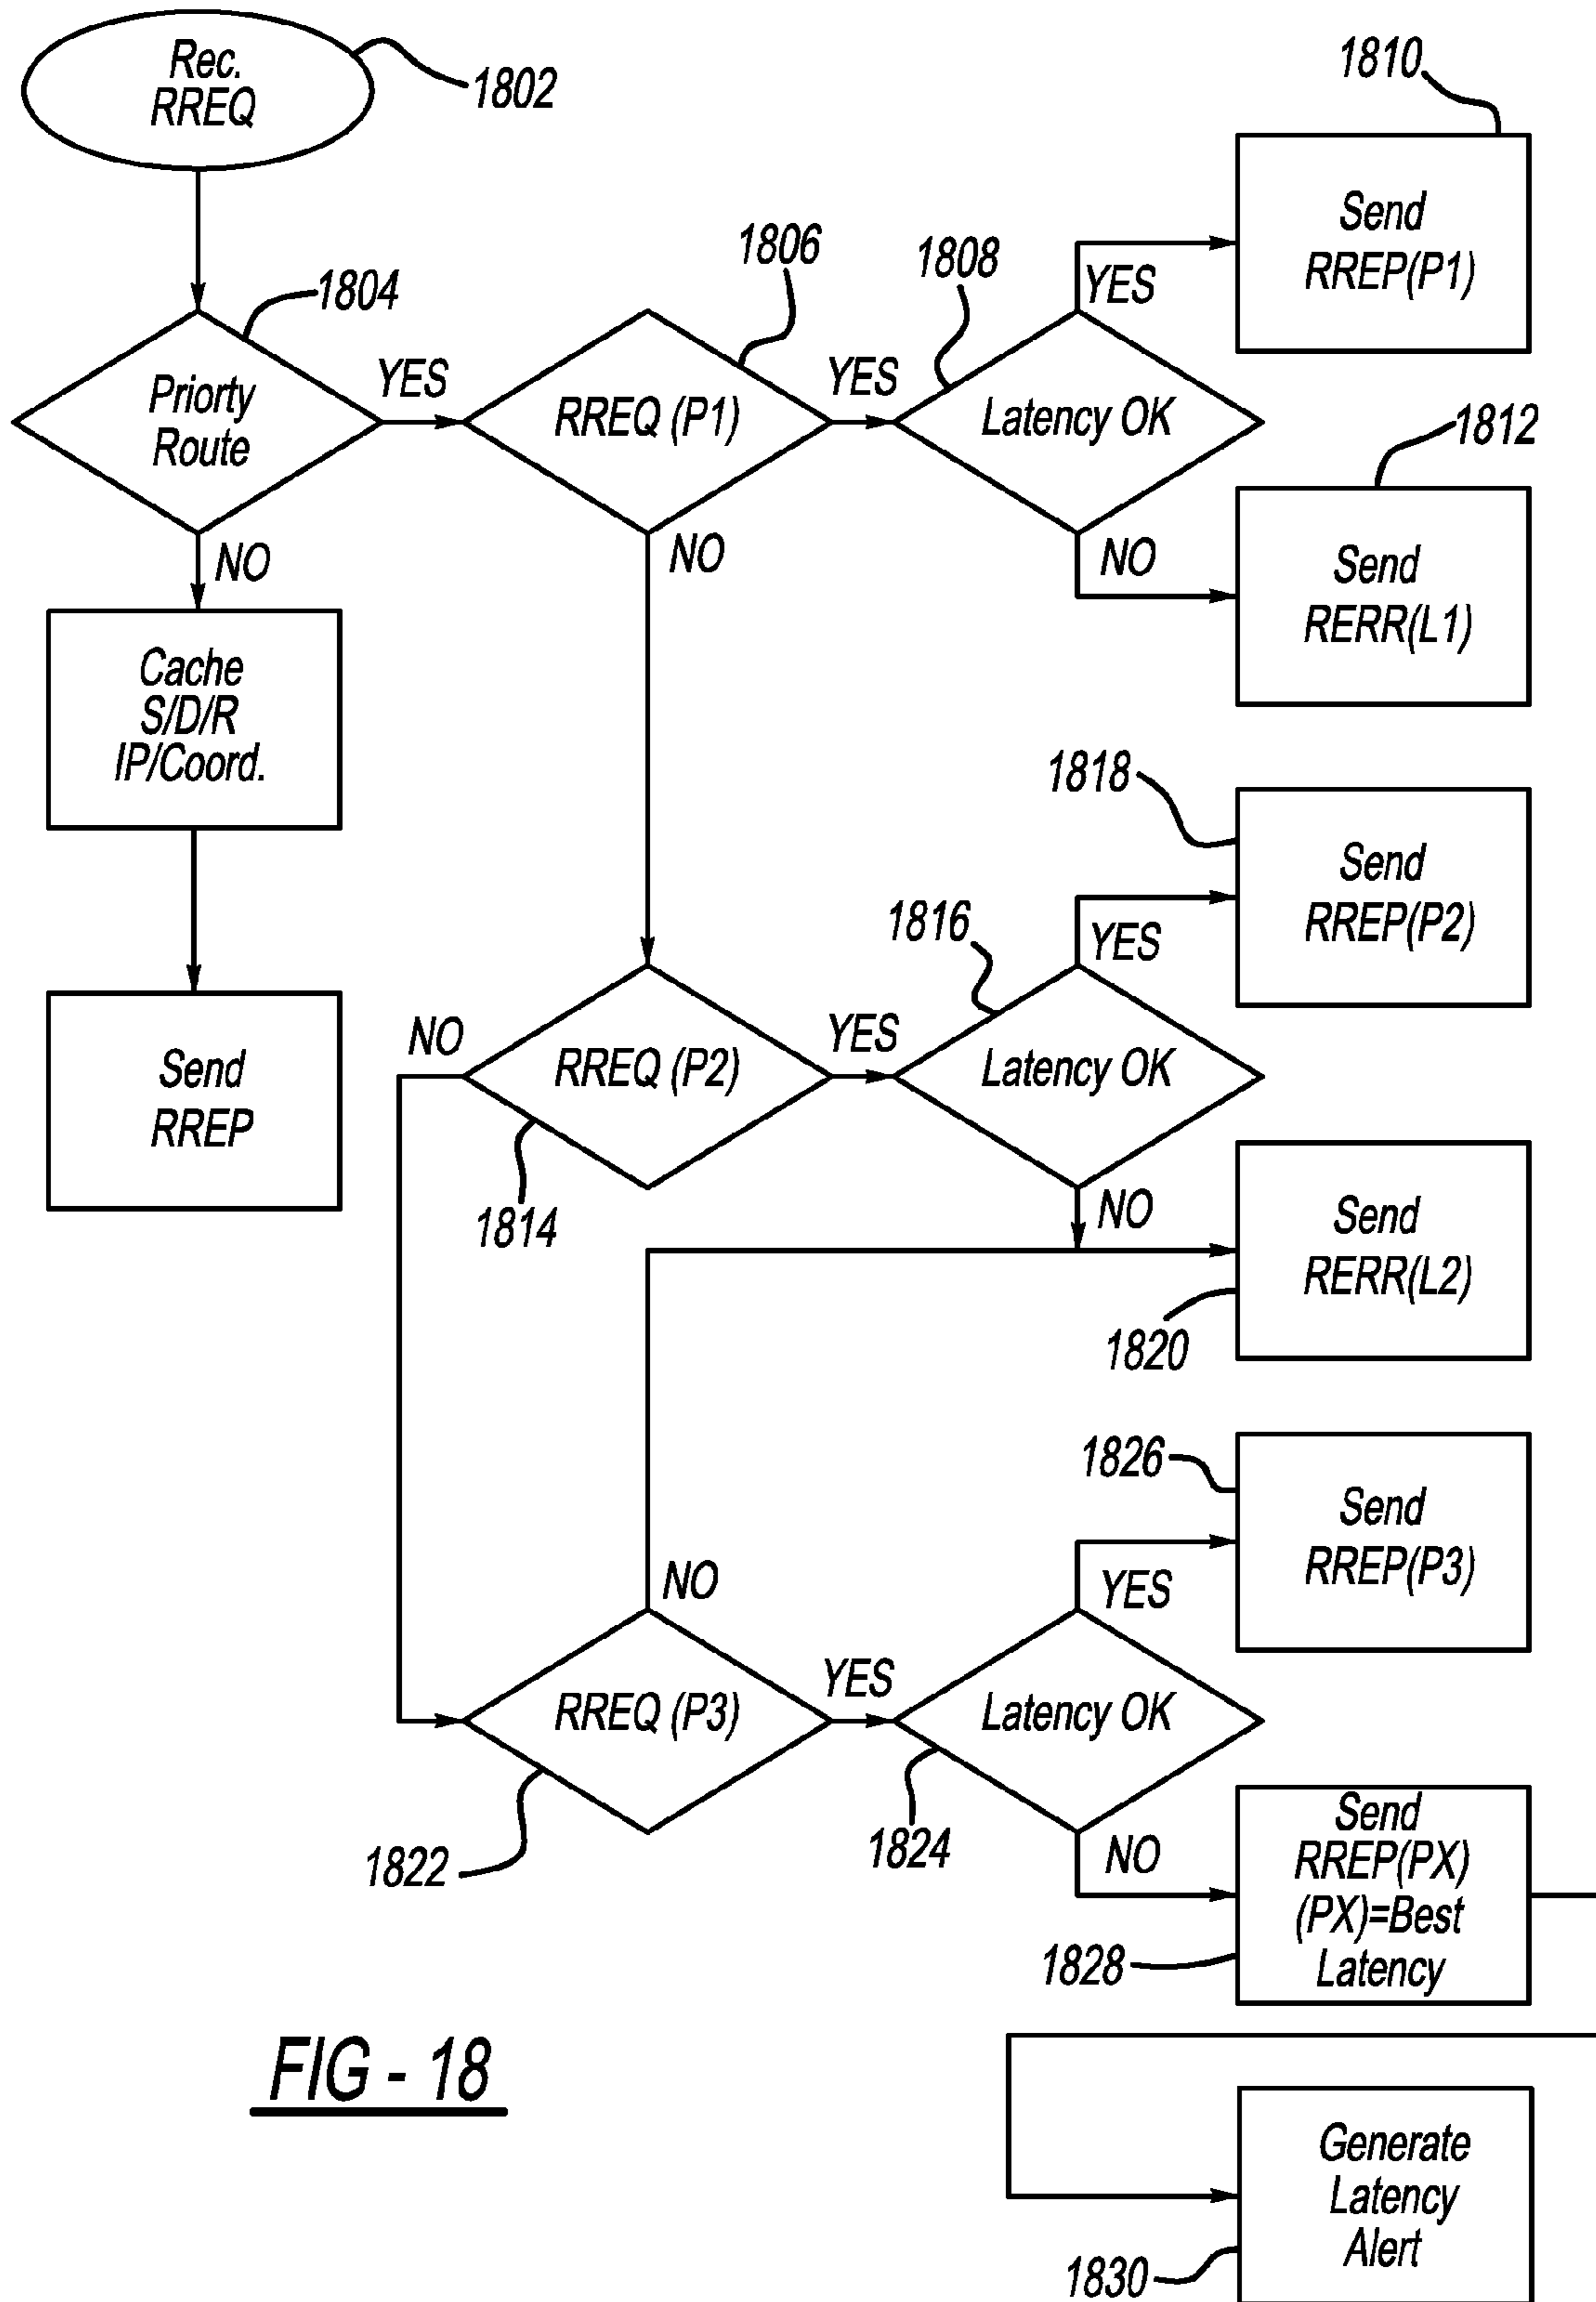 Rec.
RREQ
1802
1810
Send
RREP(P1)
1804
1806
1808
YES
Priorty
Route
YES
RREQ (P1)
YES
Latency OK
1812
NO
NO
NO
Send
RERR(L1)
Cache
S/D/R
IP/Coord.
1818
Send
RREP(P2)
1816
YES
Send
RREP
NO
RREQ (P2)
YES
Latency OK
1814
NO
Send
RERR(L2)
1820
1826
Send
RREP(P3)
NO
YES
RREQ (P3)
YES
Latency OK
1822
1824
NO
Send
RREP(PX)
(PX)=Best
Latency
1828
FIG - 18
Generate
Latency
Alert
1830